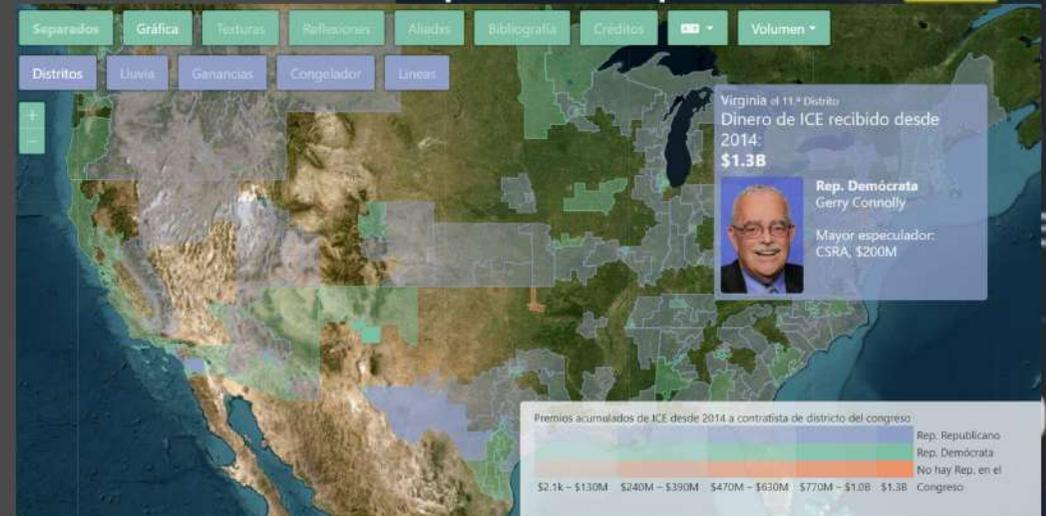 Separados Gráfica Texturas Reflexiones Aliadxs Bibliografía Créditos Volumen
Distritos Lluvia Ganancias Congelador Lineas
+
-
Virginia el 11.º Distrito
Dinero de ICE recibido desde
2014:
$1.3B
Rep. Demócrata
Gerry Connolly
Mayor especulador:
CSRA, $200M
Premios acumulados de ICE desde 2014 a contratista de districto del congreso
Rep. Republicano
Rep. Demócrata
No hay Rep. en el
Congreso
$2.1k – $130M $240M – $390M $470M – $630M $770M – $1.0B $1.3B